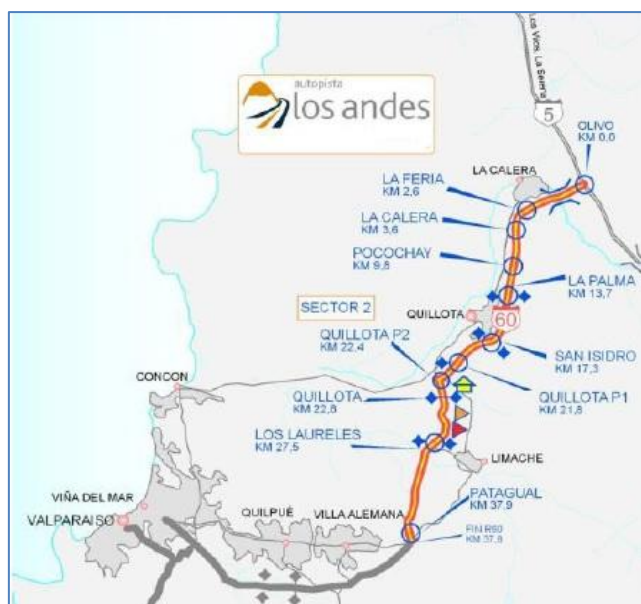 autopista
los andes
Los Vilos, La Serena
5
OLIVO
KM 0,0
LA CALERA
LA FERIA
KM 2,6
LA CALERA
KM 3,6
POCOCHAY
KM 9,8
LA PALMA
KM 13,7
SECTOR 2
QUILLOTA
60
QUILLOTA P2
KM 22,4
SAN ISIDRO
KM 17,3
CONCON
QUILLOTA P1
KM 21,8
QUILLOTA
KM 22,8
LOS LAURELES
KM 27,5
LIMACHE
VIÑA DEL MAR
VALPARAISO
QUILPUÉ
VILLA ALEMANA
PATAGUAL
KM 37,9
FIN R60
KM 37,9